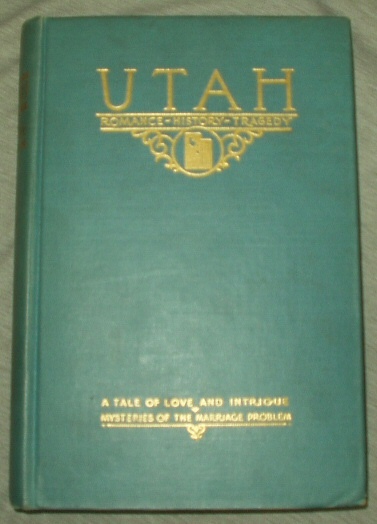 UTAH
ROMANCE-HISTORY-TRAGEDY
A TALE OF LOVE AND INTRIGUE
MYSTERIES OF THE MARRIAGE PROBLEM